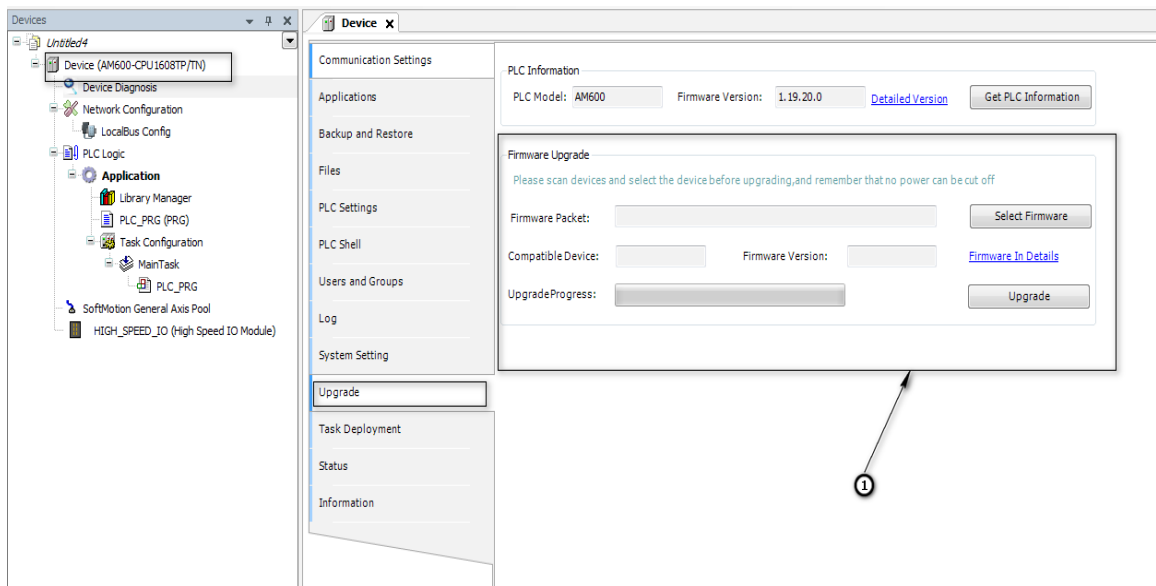 Devices
Untitled4
Device (AM600-CPU1608TP/TN)
Device Diagnosis
Network Configuration
LocalBus Config
PLC Logic
Application
Library Manager
PLC_PRG (PRG)
Task Configuration
MainTask
PLC_PRG
SoftMotion General Axis Pool
HIGH_SPEED_IO (High Speed IO Module)
Device
Communication Settings
Applications
Backup and Restore
Files
PLC Settings
PLC Shell
Users and Groups
Log
System Setting
Upgrade
Task Deployment
Status
Information
PLC Information
PLC Model: AM600 Firmware Version: 1.19.20.0 Detailed Version Get PLC Information
Firmware Upgrade
Please scan devices and select the device before upgrading,and remember that no power can be cut off
Firmware Packet: Select Firmware
Compatible Device: Firmware Version: Firmware In Details
UpgradeProgress: Upgrade
1